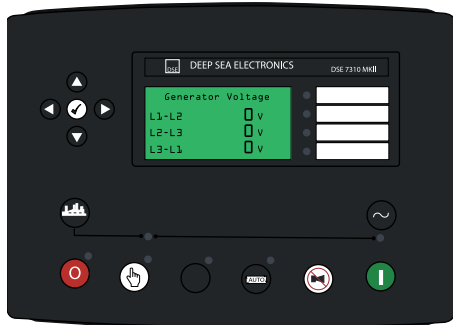 DSE DEEP SEA ELECTRONICS DSE 7310 MKII
Generator Voltage
L1-L2 0 V
L2-L3 0 V
L3-L1 0 V
O AUTO I